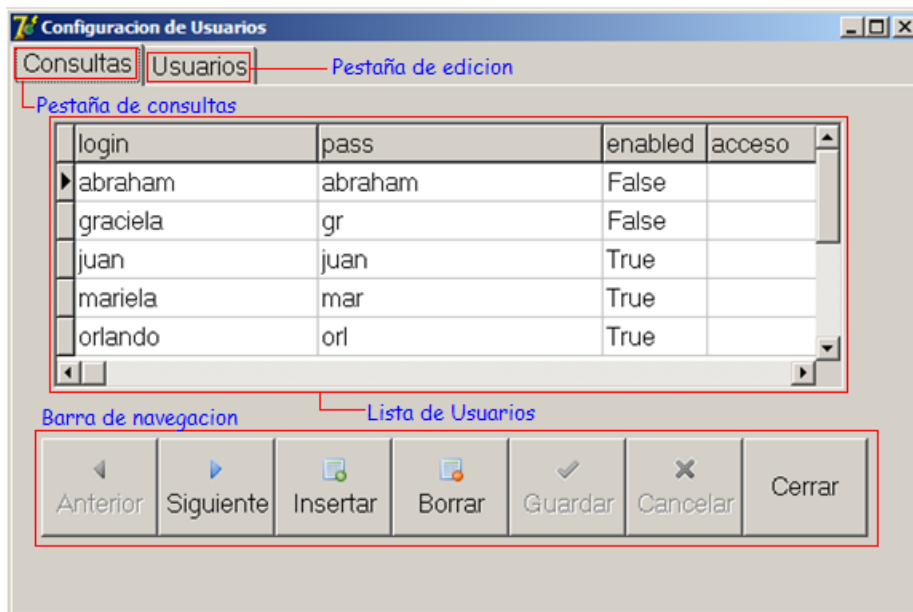 Configuracion de Usuarios
Consultas Usuarios Pestaña de edicion
Pestaña de consultas
login pass enabled acceso
abraham abraham False
graciela gr False
juan juan True
mariela mar True
orlando orl True
Barra de navegacion Lista de Usuarios
Anterior Siguiente Insertar Borrar Guardar Cancelar Cerrar